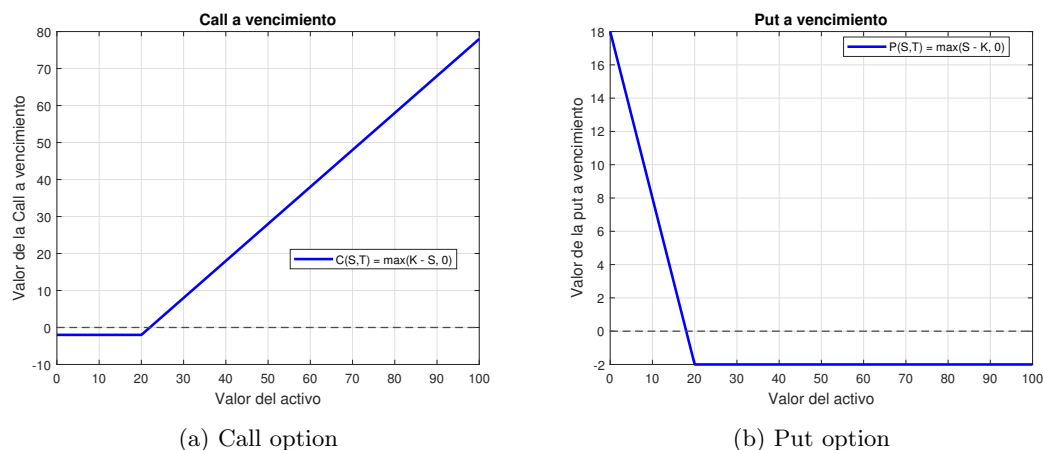 Call a vencimiento
80
70
60
50
40
30
20
10
0
-10
Valor de la Call a vencimiento
C(S,T) = max(K - S, 0)
0 10 20 30 40 50 60 70 80 90 100
Valor del activo
(a) Call option
Put a vencimiento
18
16
14
12
10
8
6
4
2
0
-2
Valor de la put a vencimiento
P(S,T) = max(S - K, 0)
0 10 20 30 40 50 60 70 80 90 100
Valor del activo
(b) Put option